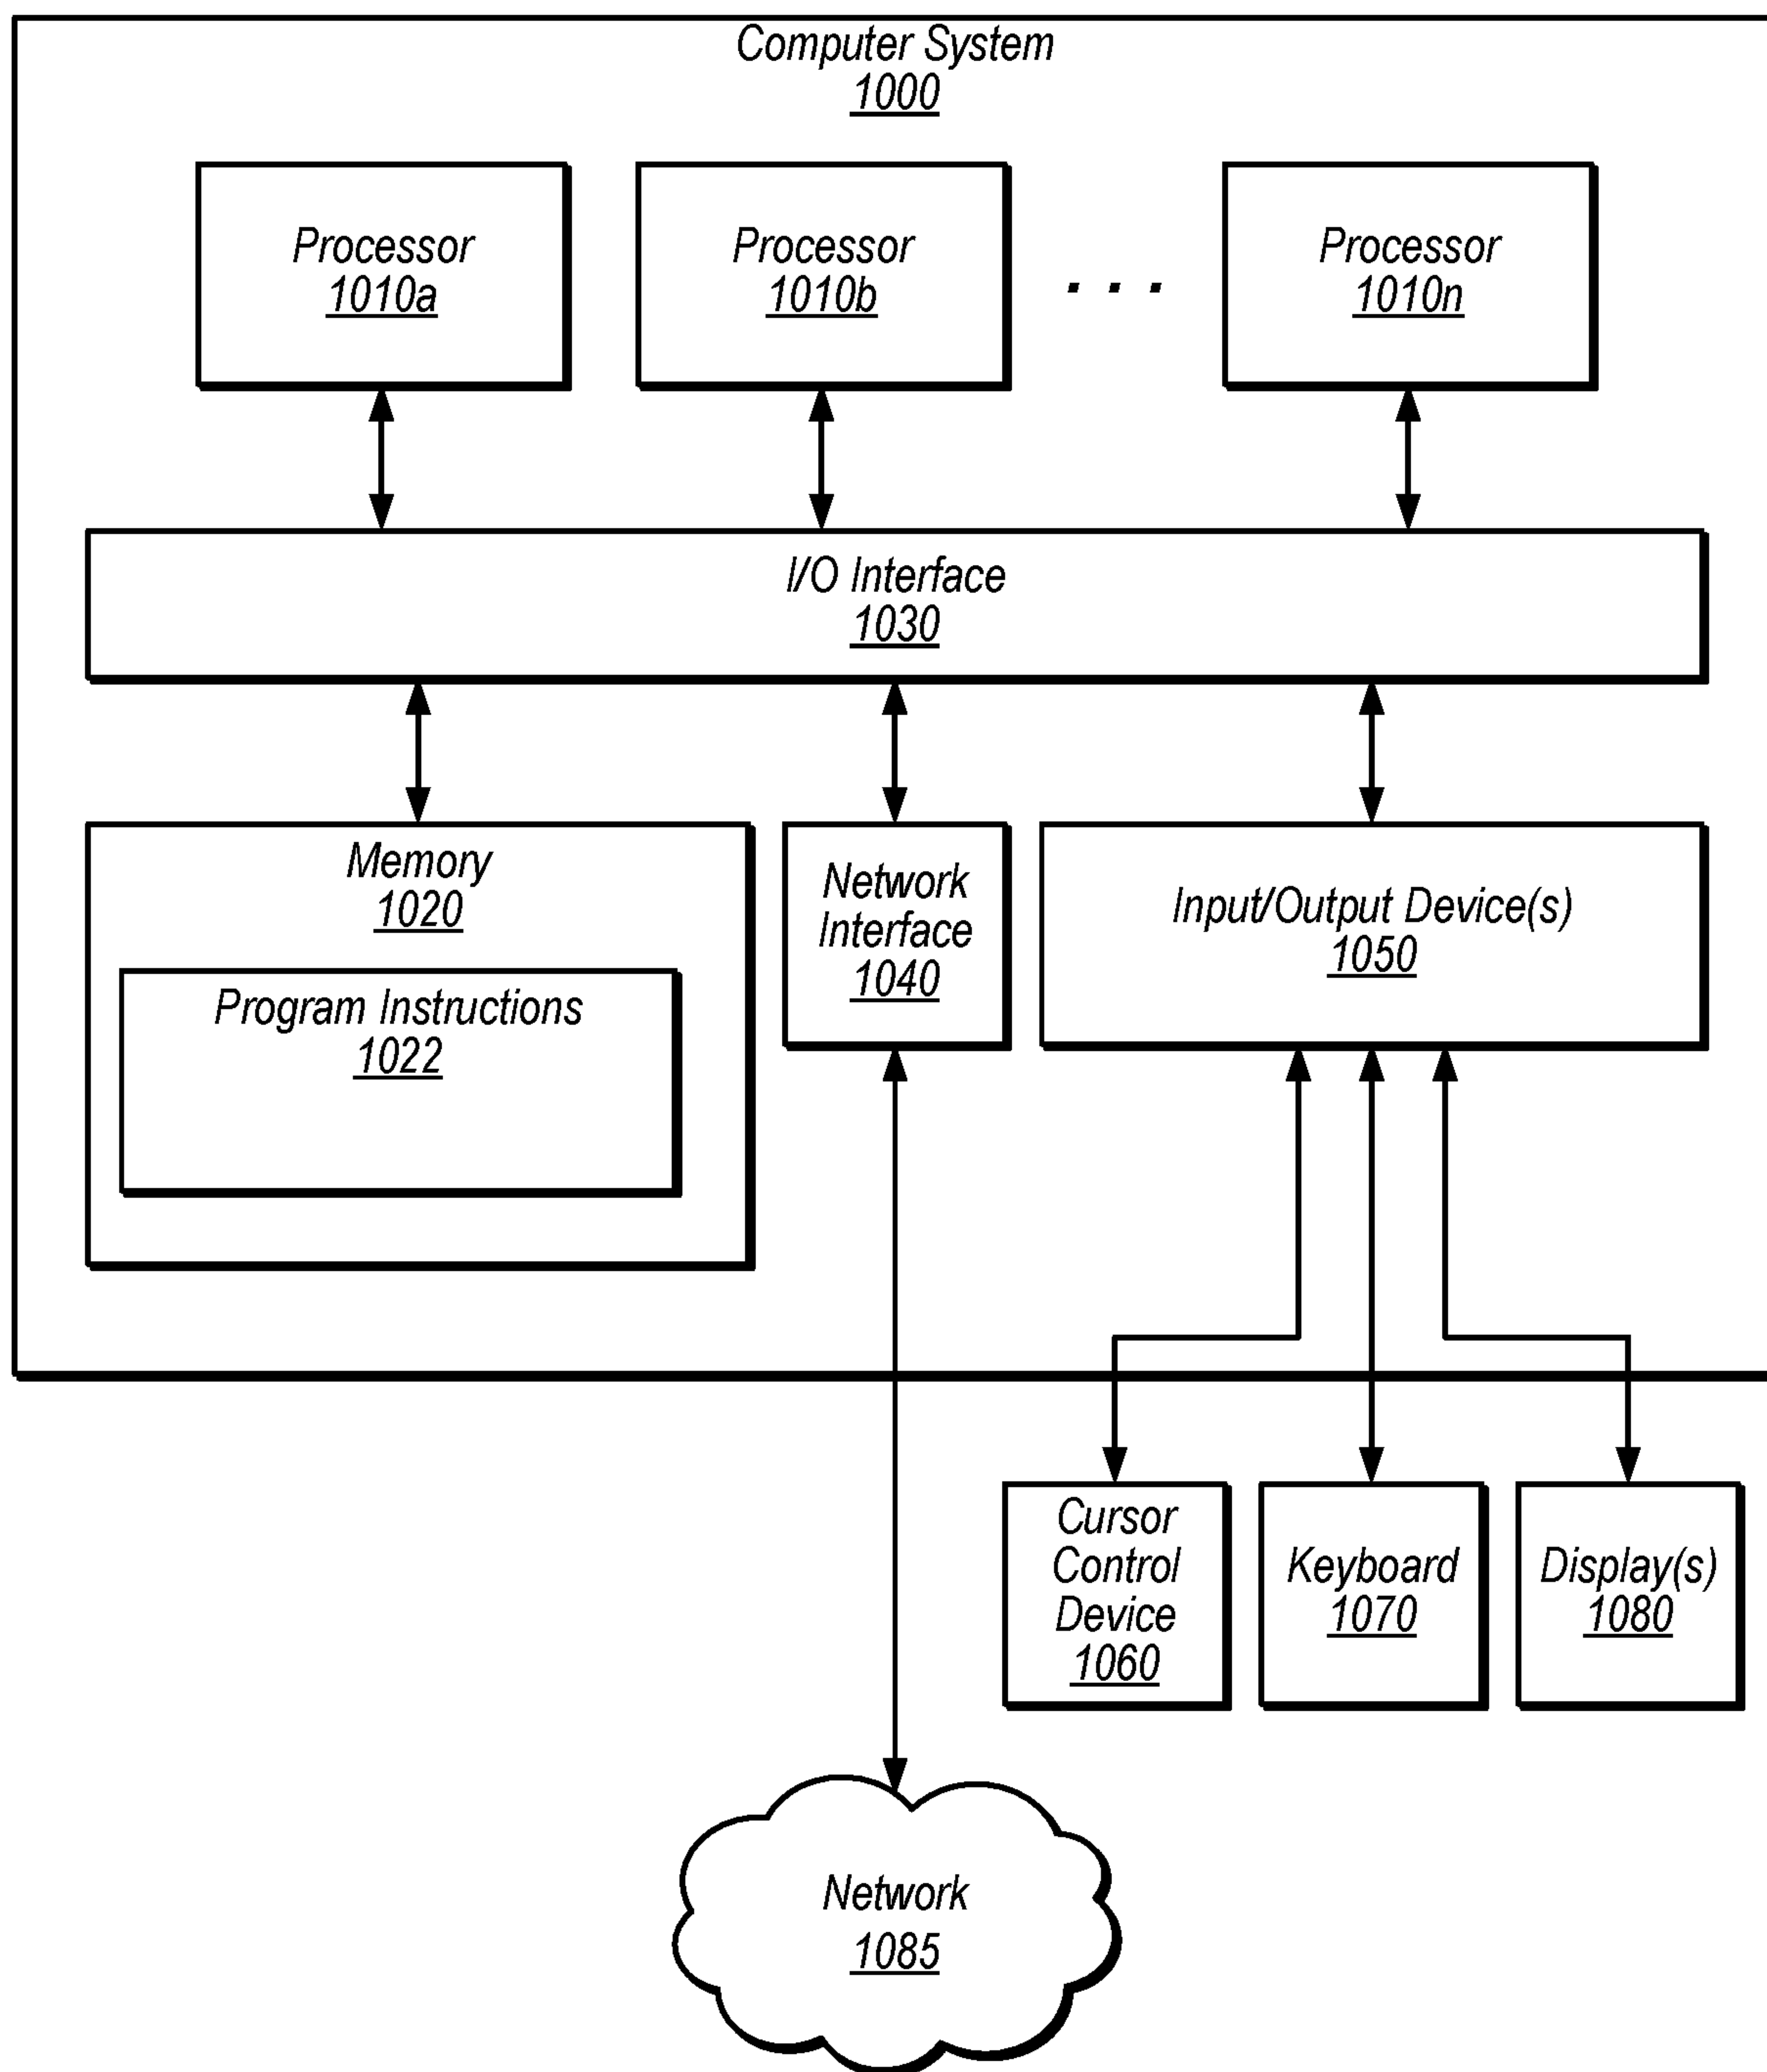 Computer System
1000
Processor
1010a
Processor
1010b
. . .
Processor
1010n
I/O Interface
1030
Memory
1020
Program Instructions
1022
Network
Interface
1040
Input/Output Device(s)
1050
Cursor
Control
Device
1060
Keyboard
1070
Display(s)
1080
Network
1085